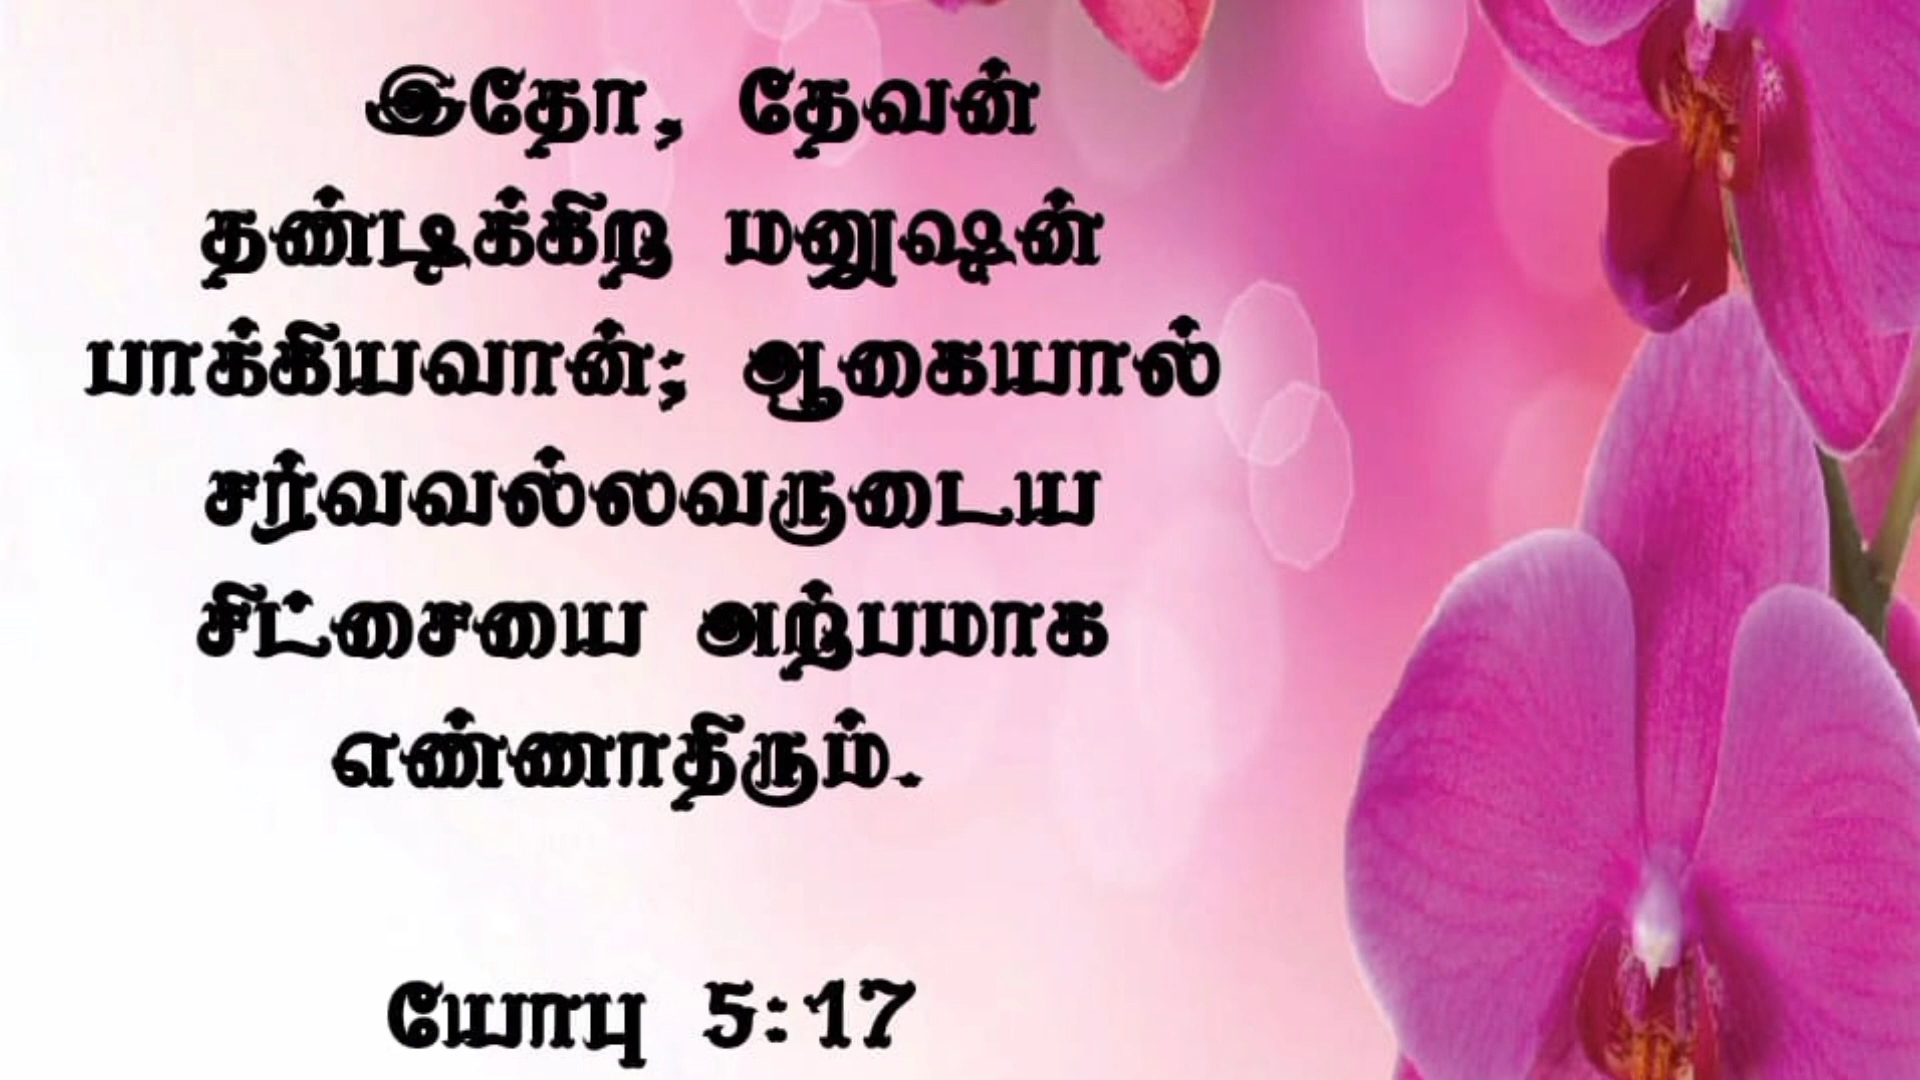 இதோ, தேவன்
தண்டிக்கிற மனுஷன்
பாக்கியவான்; ஆகையால்
சர்வவல்லவருடைய
சிட்சையை அற்பமாக
எண்ணாதிரும்.
யோபு 5:17